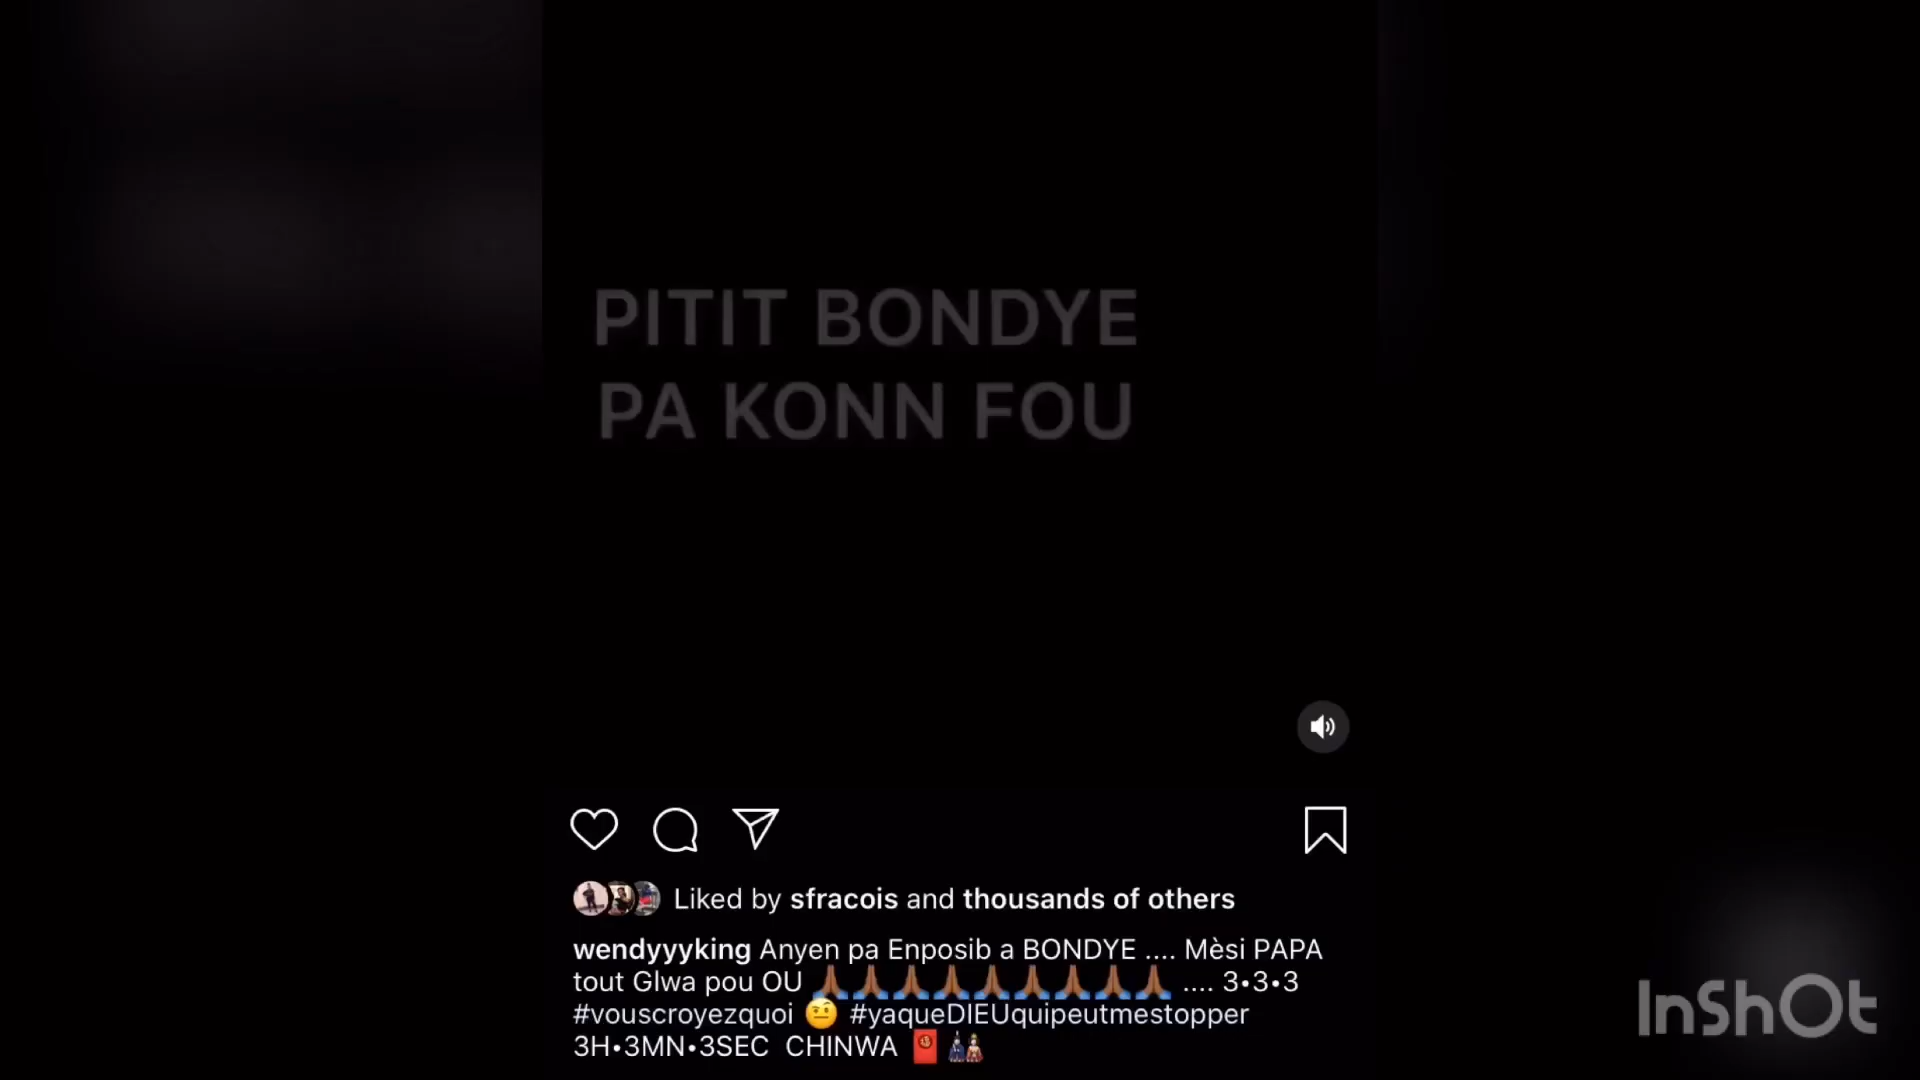 PITIT BONDYE
PA KONN FOU
Liked by sfracois and thousands of others
wendyyyking Anyen pa Enposib a BONDYE .... Mèsi PAPA
tout Glwa pou OU 🙏🏾🙏🏾🙏🏾🙏🏾🙏🏾🙏🏾🙏🏾🙏🏾🙏🏾 .... 3•3•3
#vouscroyezquoi 🤨 #yaqueDIEUquipeutmestopper
3H•3MN•3SEC CHINWA 🧧🎎
InShOt